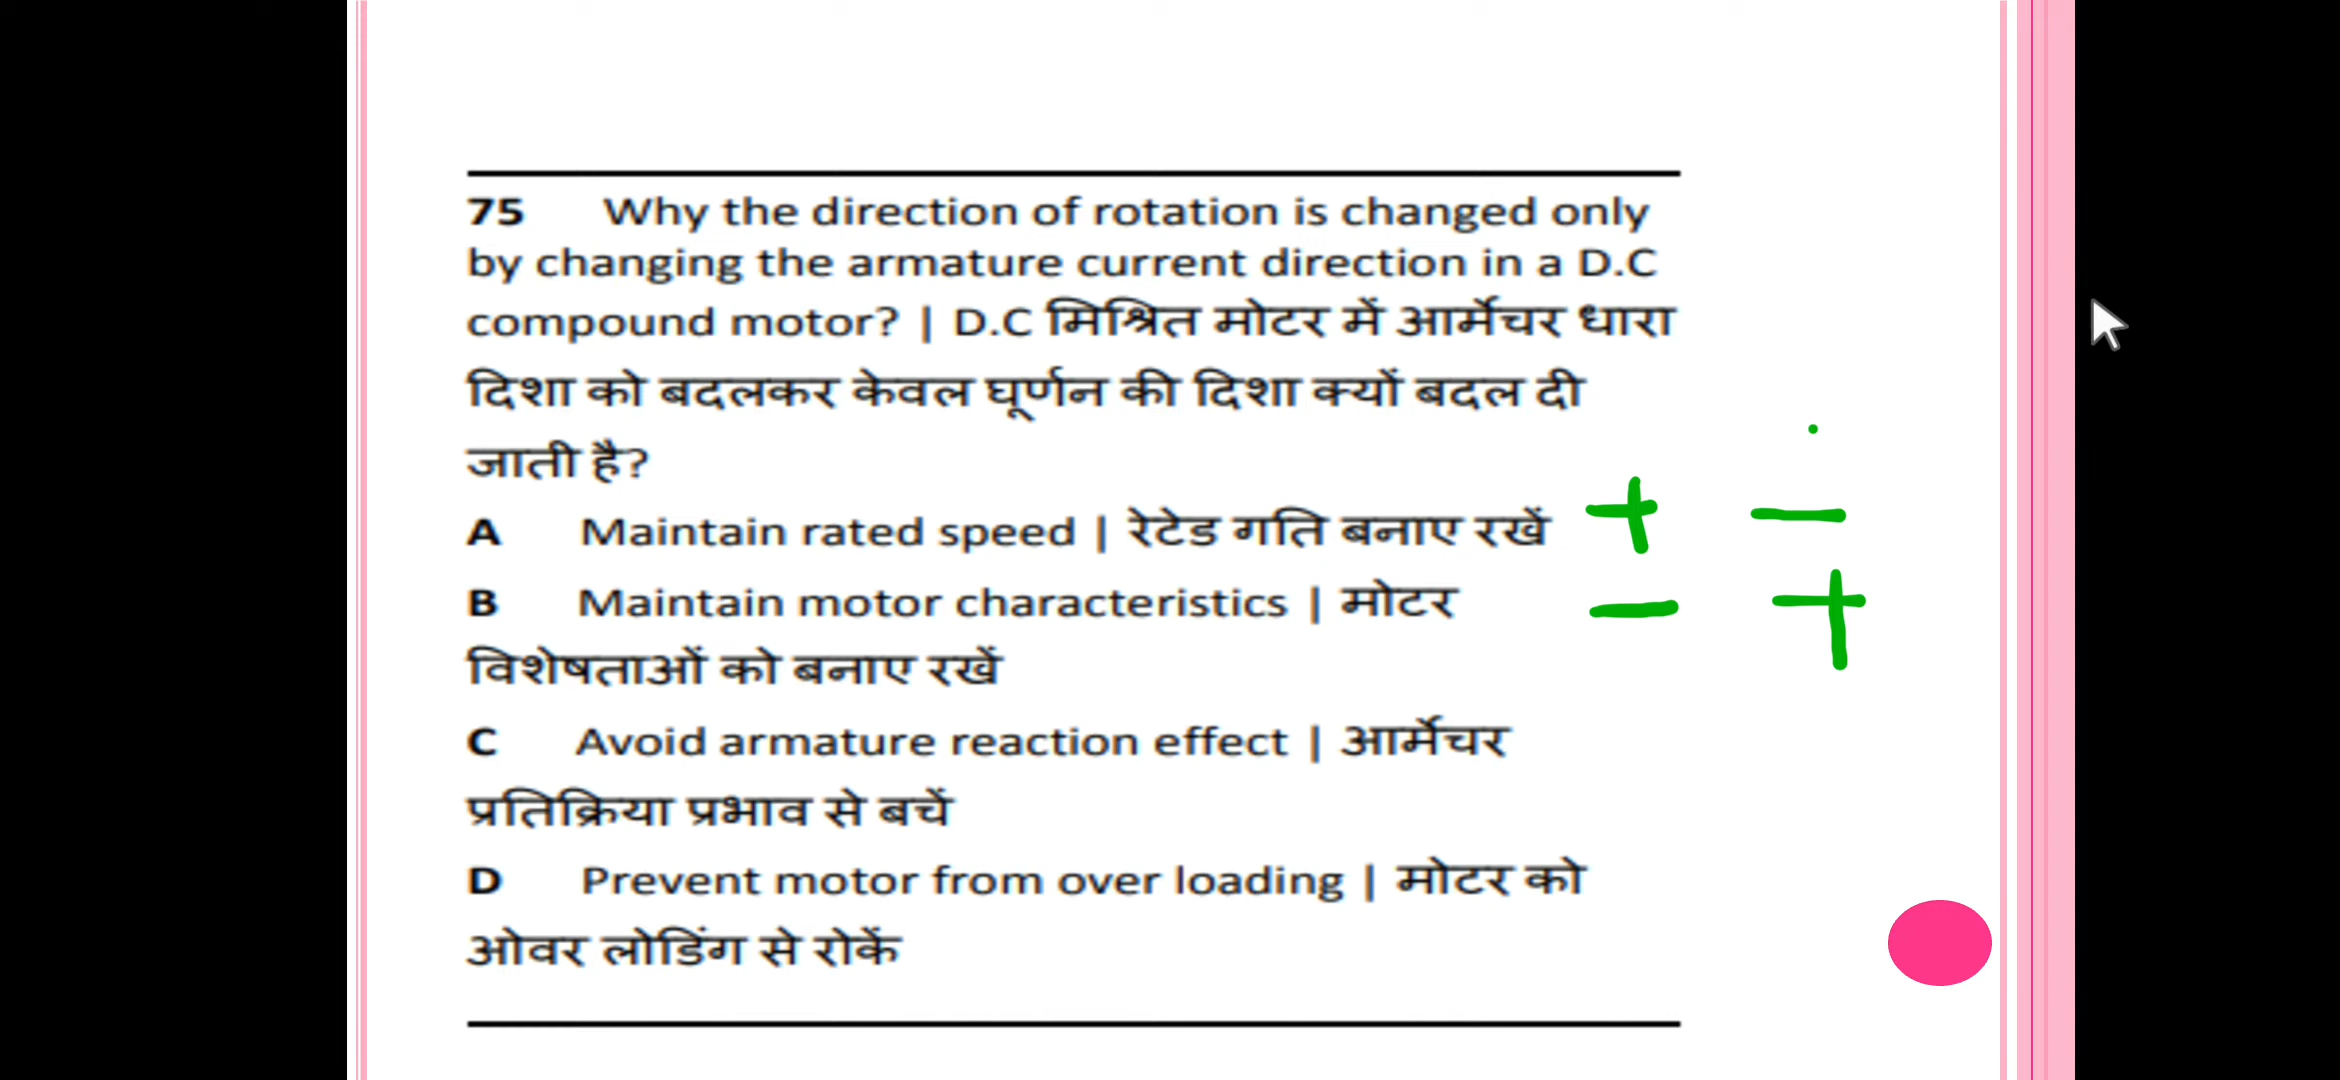 75 Why the direction of rotation is changed only
by changing the armature current direction in a D.C
compound motor? | D.C मिश्रित मोटर में आर्मेचर धारा
दिशा को बदलकर केवल घूर्णन की दिशा क्यों बदल दी
जाती है?
A Maintain rated speed | रेटेड गति बनाए रखें + −
B Maintain motor characteristics | मोटर − +
विशेषताओं को बनाए रखें
C Avoid armature reaction effect | आर्मेचर
प्रतिक्रिया प्रभाव से बचें
D Prevent motor from over loading | मोटर को
ओवर लोडिंग से रोकें